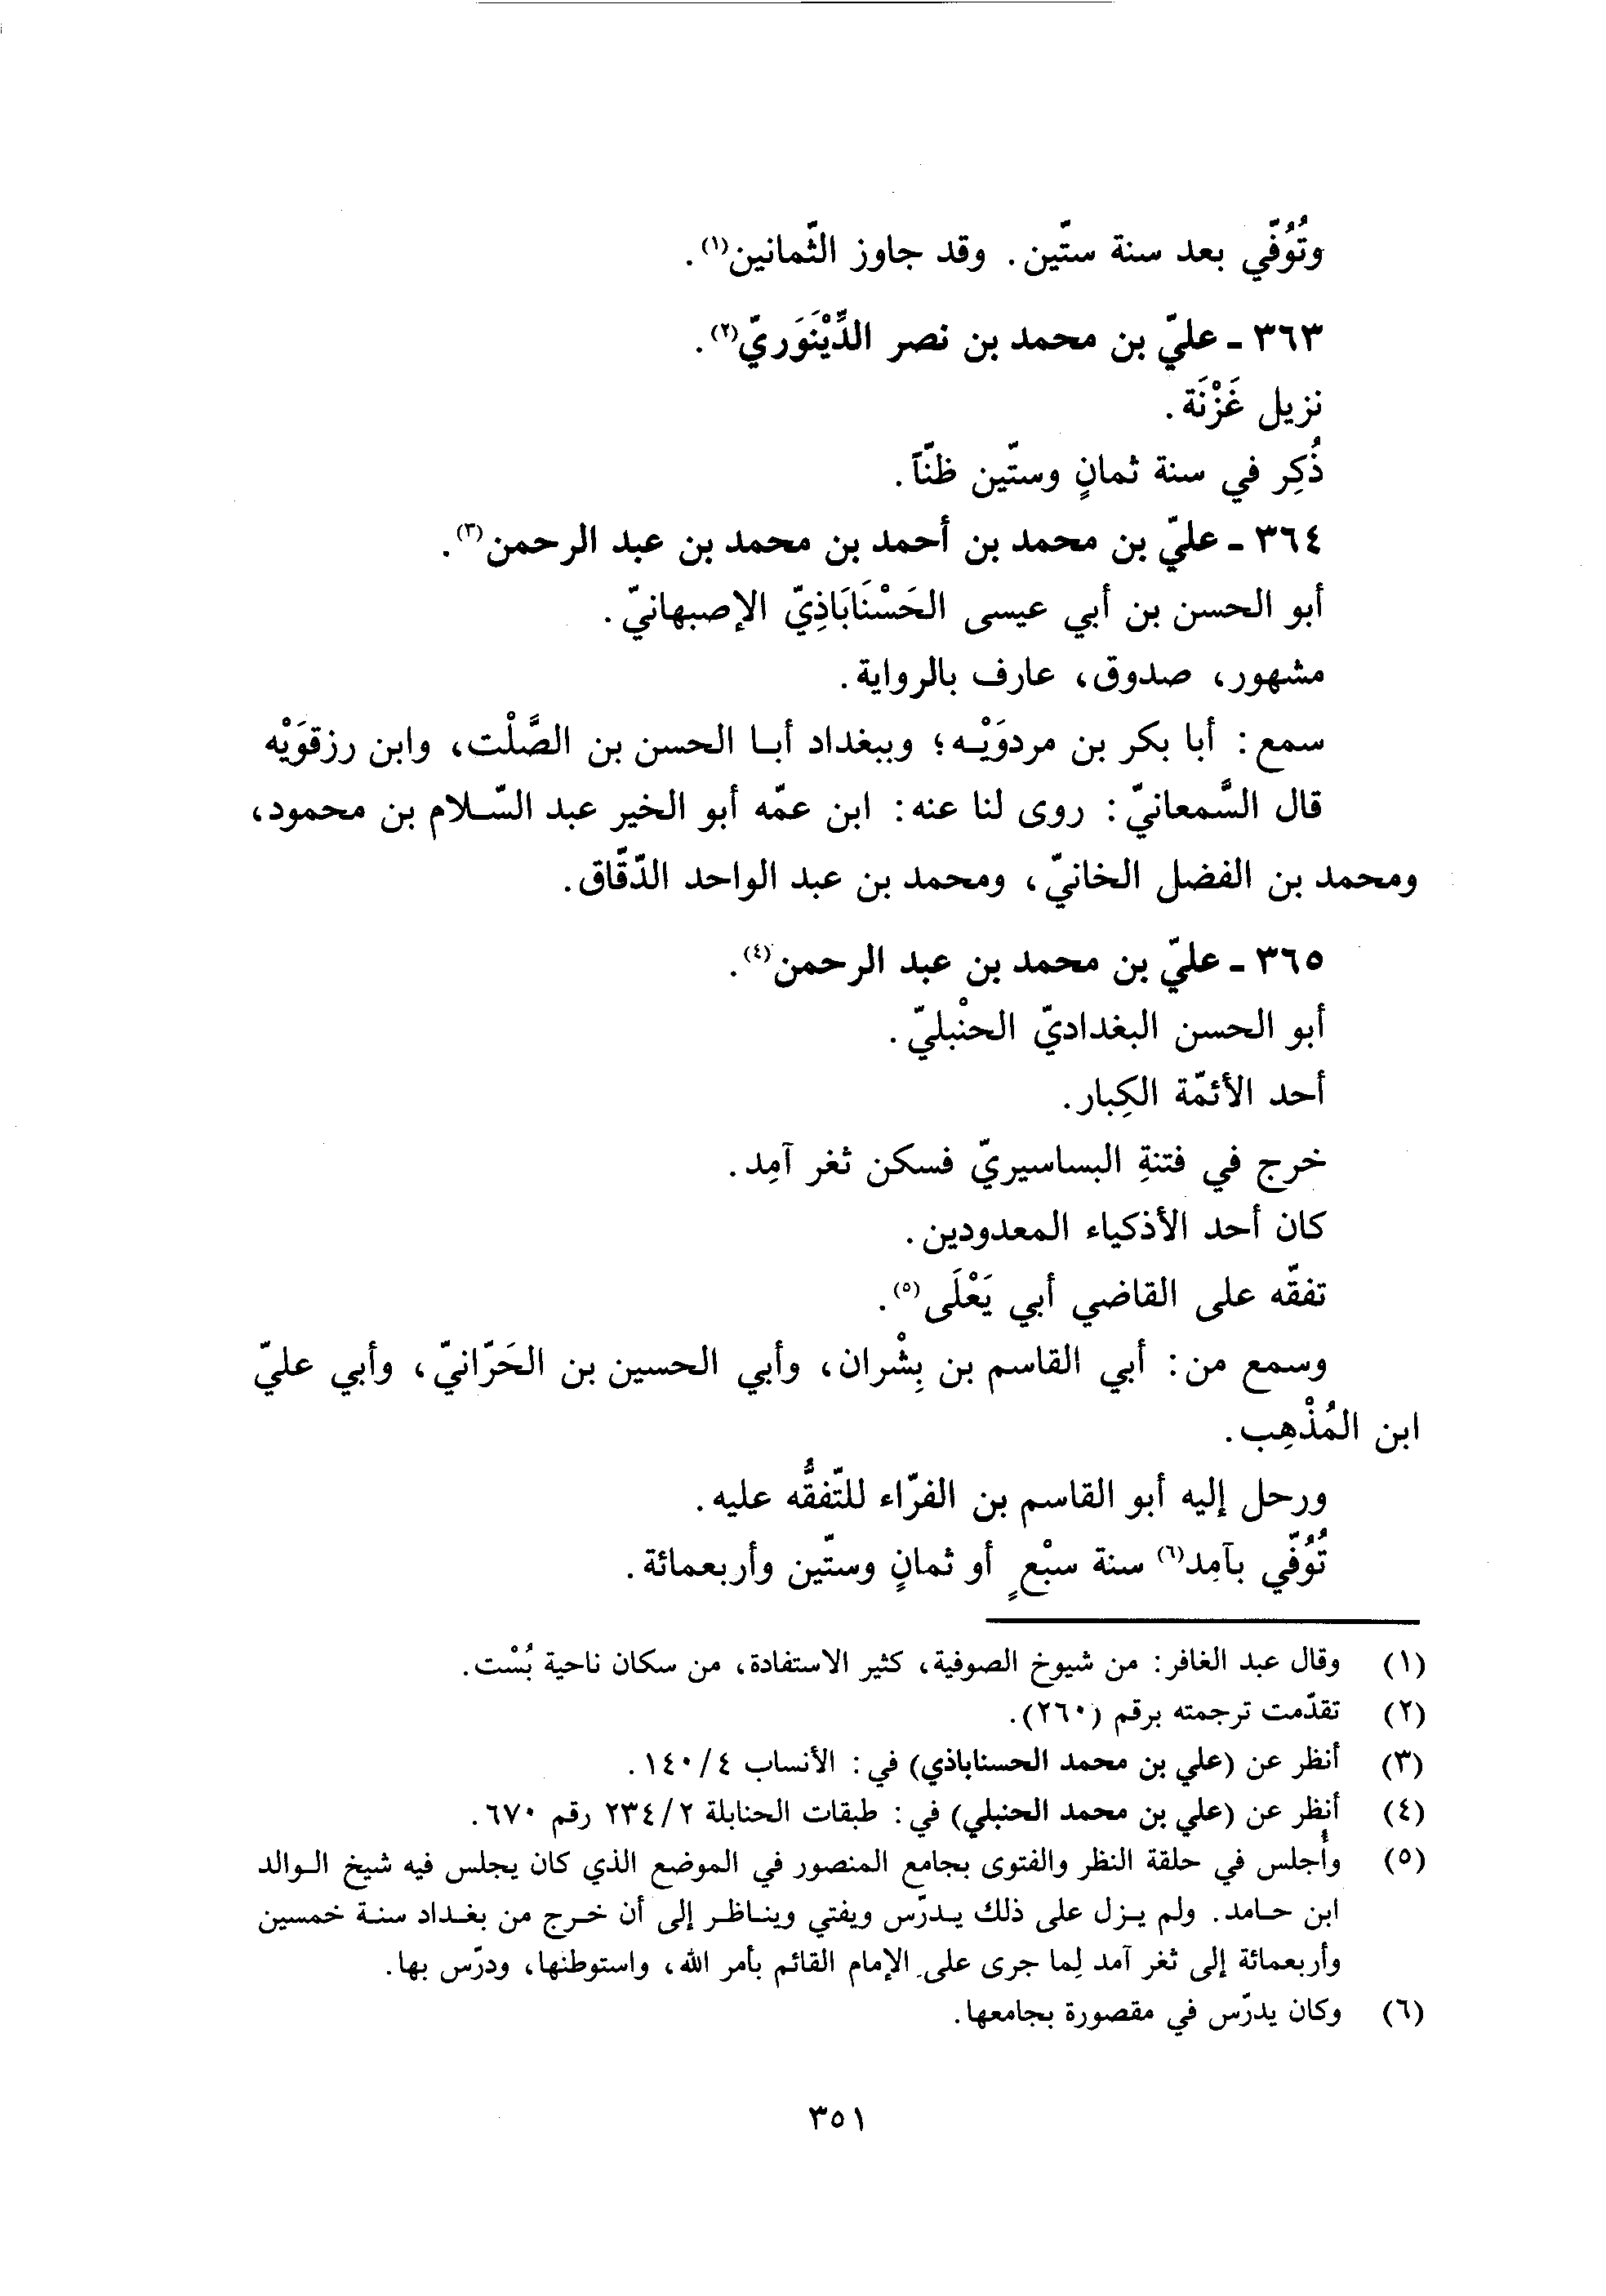 وتُوُفّي بعد سنة ستّين. وقد جاوز الثّمانين(١).
٣٦٣ ـ عليّ بن محمد بن نصر الدِّيْنَوَريّ(٢).
نزيل غَزْنَة.
ذُكِر في سنة ثمانٍ وستّين ظنّاً.
٣٦٤ ـ عليّ بن محمد بن أحمد بن محمد بن عبد الرحمن(٣).
أبو الحسن بن أبي عيسى الحَسْنَابَاذِيّ الإصبهانيّ.
مشهور، صدوق، عارف بالرواية.
سمع: أبا بكر بن مردوَيْه؛ وببغداد أبا الحسن بن الصَّلْت، وابن رزقوَيْه
قال السَّمعانيّ: روى لنا عنه: ابن عمّه أبو الخير عبد السّلام بن محمود،
ومحمد بن الفضل الخانيّ، ومحمد بن عبد الواحد الدّقّاق.
٣٦٥ ـ عليّ بن محمد بن عبد الرحمن(٤).
أبو الحسن البغداديّ الحنْبليّ.
أحد الأئمّة الكِبار.
خرج في فتنةِ البساسيريّ فسكن ثغر آمِد.
كان أحد الأذكياء المعدودين.
تفقّه على القاضي أبي يَعْلَى(٥).
وسمع من: أبي القاسم بن بِشْران، وأبي الحسين بن الحَرّانيّ، وأبي عليّ
ابن المُذْهِب.
ورحل إليه أبو القاسم بن الفرّاء للتّفقُّه عليه.
تُوُفّي بآمِد(٦) سنة سبْعٍ أو ثمانٍ وستّين وأربعمائة.
(١) وقال عبد الغافر: من شيوخ الصوفية، كثير الاستفادة، من سكان ناحية بُسْت.
(٢) تقدّمت ترجمته برقم (٢٦٠).
(٣) أنظر عن (علي بن محمد الحسناباذي) في: الأنساب ٤/١٤٠.
(٤) أنظر عن (علي بن محمد الحنبلي) في: طبقات الحنابلة ٢/٢٣٤ رقم ٦٧٠.
(٥) وأُجلس في حلقة النظر والفتوى بجامع المنصور في الموضع الذي كان يجلس فيه شيخ الوالد
ابن حامد. ولم يزل على ذلك يدرّس ويفتي ويناظر إلى أن خرج من بغداد سنة خمسين
وأربعمائة إلى ثغر آمد لِما جرى على الإمام القائم بأمر الله، واستوطنها، ودرّس بها.
(٦) وكان يدرّس في مقصورة بجامعها.
٣٥١